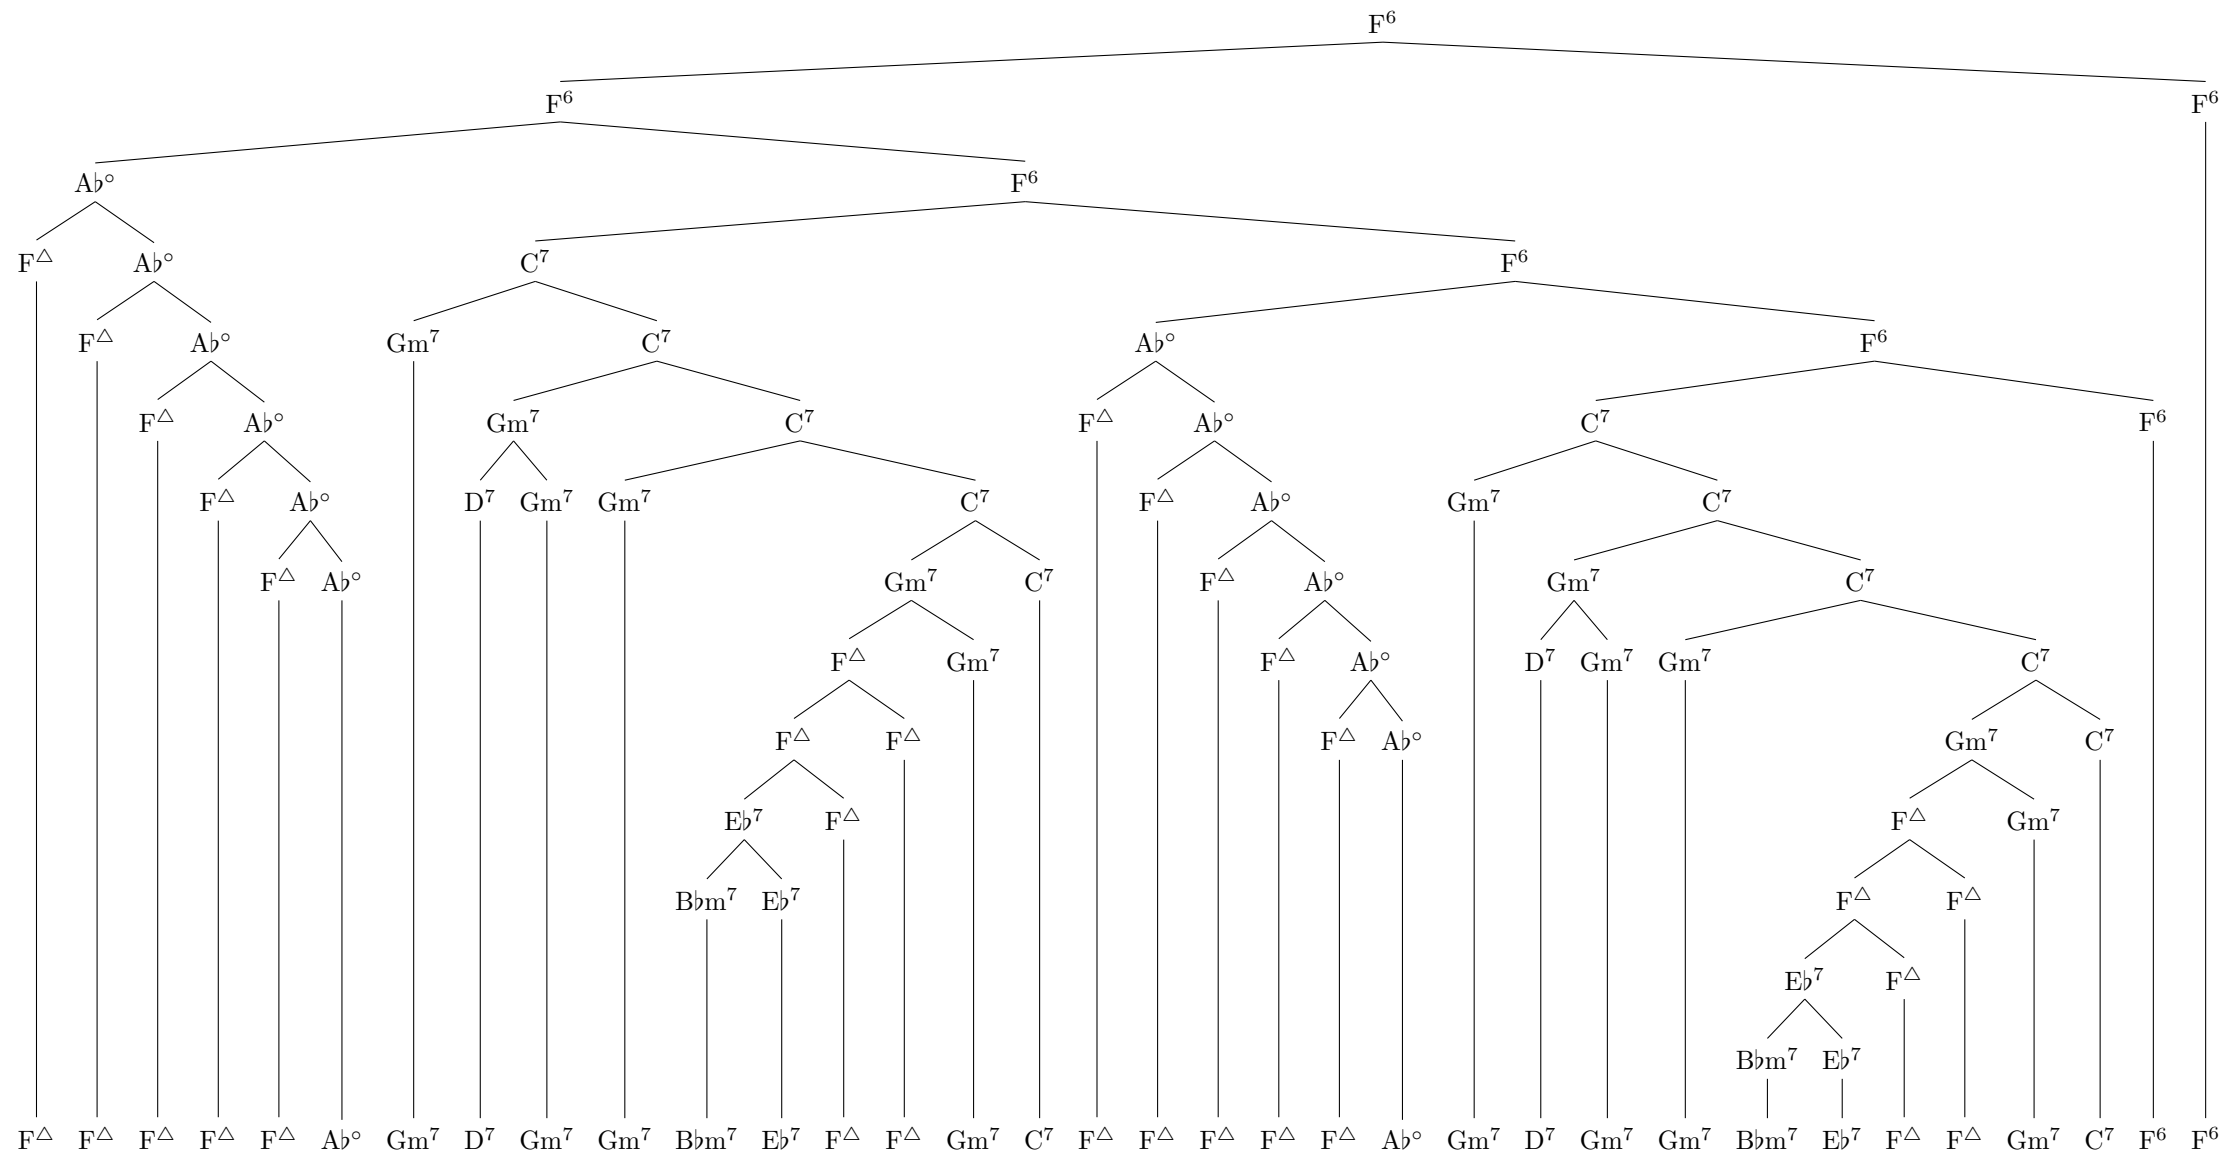 F⁶
F⁶ F⁶
A♭° F⁶
F△ A♭° C⁷ F⁶
F△ A♭° Gm⁷ C⁷ A♭° F⁶
F△ A♭° Gm⁷ C⁷ F△ A♭° C⁷ F⁶
F△ A♭° D⁷ Gm⁷ Gm⁷ C⁷ F△ A♭° Gm⁷ C⁷
F△ A♭° Gm⁷ C⁷ F△ A♭° Gm⁷ C⁷
F△ Gm⁷ F△ A♭° D⁷ Gm⁷ Gm⁷ C⁷
F△ F△ F△ A♭° Gm⁷ C⁷
E♭⁷ F△ F△ Gm⁷
B♭m⁷ E♭⁷ F△ F△
E♭⁷ F△
B♭m⁷ E♭⁷
F△ F△ F△ F△ F△ A♭° Gm⁷ D⁷ Gm⁷ Gm⁷ B♭m⁷ E♭⁷ F△ F△ Gm⁷ C⁷ F△ F△ F△ F△ F△ A♭° Gm⁷ D⁷ Gm⁷ Gm⁷ B♭m⁷ E♭⁷ F△ F△ Gm⁷ C⁷ F⁶ F⁶